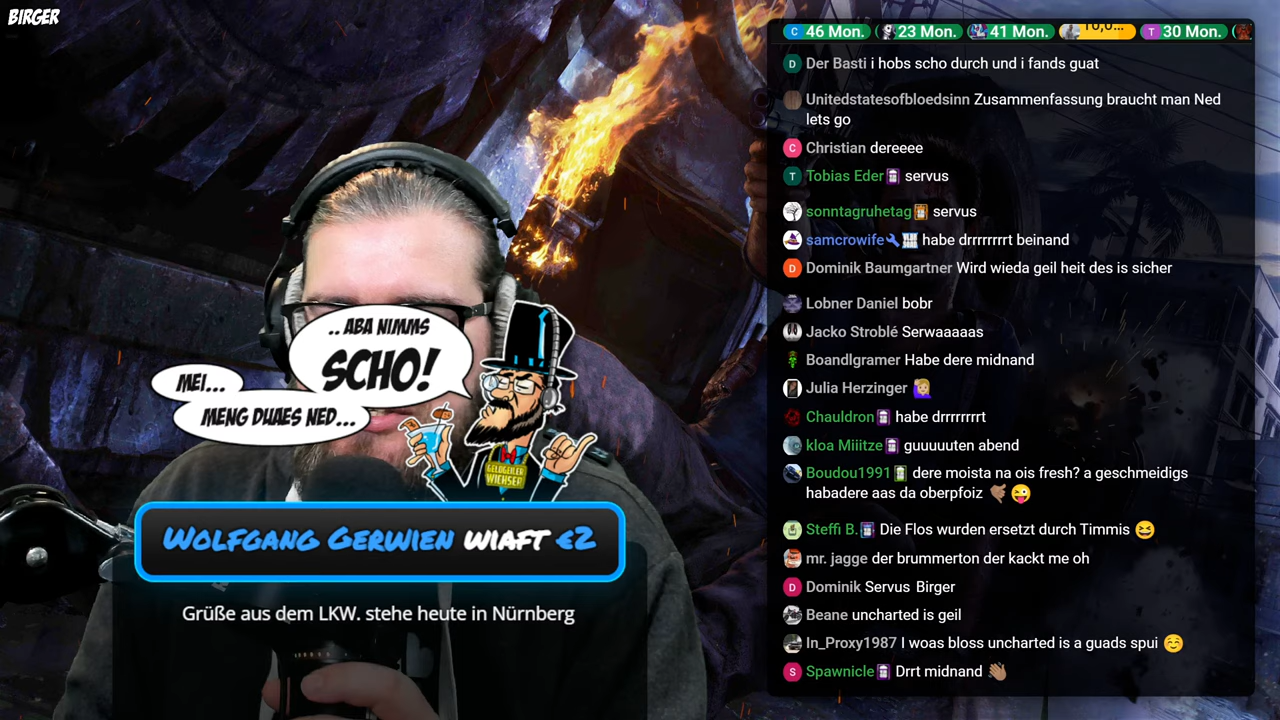 BIRGER
46 Mon.
23 Mon.
41 Mon.
T
30 Mon.
Der Basti i hobs scho durch und i fands guat
Unitedstatesofbloedsinn Zusammenfassung braucht man Ned
lets go
Christian dereeee
Tobias Eder servus
sonntagruhetag servus
samcrowife habe drrrrrrrt beinand
Dominik Baumgartner Wird wieda geil heit des is sicher
Lobner Daniel bobr
Jacko Stroblé Serwaaaaas
Boandlgramer Habe dere midnand
Julia Herzinger 🙋🏼‍♀️
Chauldron habe drrrrrrrt
kloa Miiitze guuuuuten abend
Boudou1991 dere moista na ois fresh? a geschmeidigs
habadere aas da oberpfoiz 🤙🏽😜
Steffi B. Die Flos wurden ersetzt durch Timmis 😆
mr. jagge der brummerton der kackt me oh
Dominik Servus Birger
Beane uncharted is geil
In_Proxy1987 I woas bloss uncharted is a guads spui ☺️
Spawnicle Drrt midnand 👋🏽
.. ABA NIMMS
SCHO!
MEI...
MENG DUAES NED...
GELDGEILER
WICHSER
WOLFGANG GERWIEN WIAFT €2
Grüße aus dem LKW. stehe heute in Nürnberg